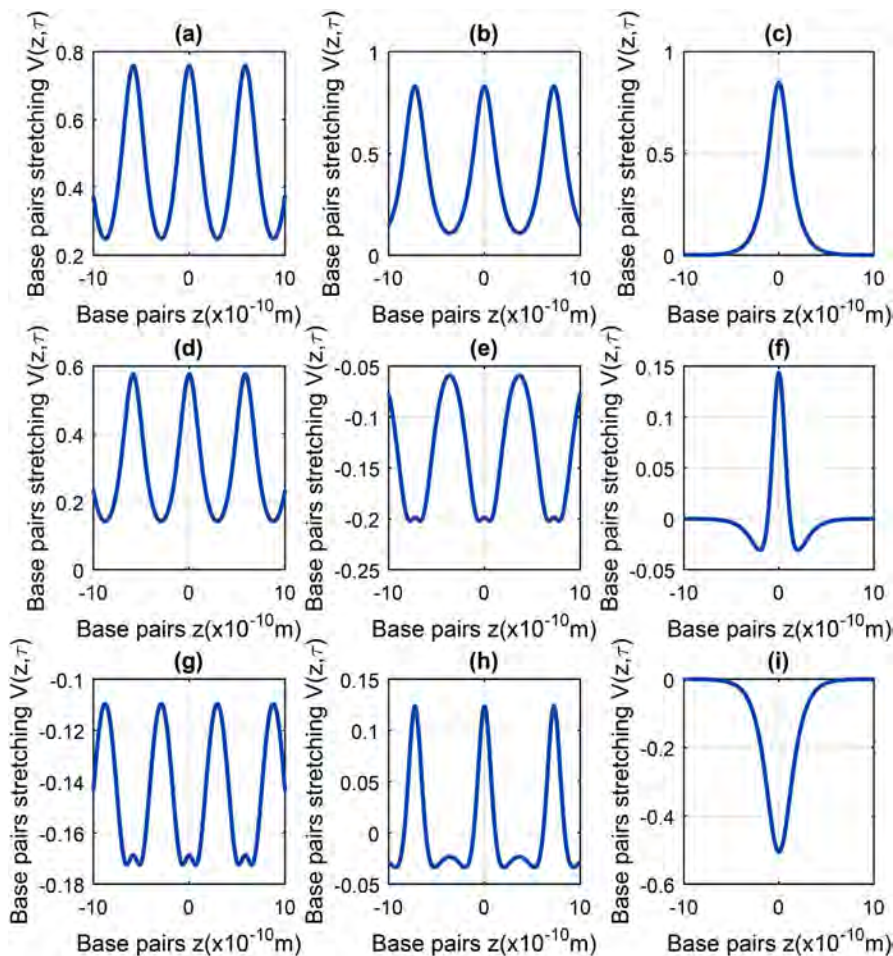 (a)
Base pairs stretching V(z,τ)
0.8
0.6
0.4
0.2
-10 0 10
Base pairs z(x10⁻¹⁰m)
(b)
Base pairs stretching V(z,τ)
1
0.5
0
-10 0 10
Base pairs z(x10⁻¹⁰m)
(c)
Base pairs stretching V(z,τ)
1
0.5
0
-10 0 10
Base pairs z(x10⁻¹⁰m)
(d)
Base pairs stretching V(z,τ)
0.6
0.4
0.2
0
-10 0 10
Base pairs z(x10⁻¹⁰m)
(e)
Base pairs stretching V(z,τ)
-0.05
-0.1
-0.15
-0.2
-0.25
-10 0 10
Base pairs z(x10⁻¹⁰m)
(f)
Base pairs stretching V(z,τ)
0.15
0.1
0.05
0
-0.05
-10 0 10
Base pairs z(x10⁻¹⁰m)
(g)
Base pairs stretching V(z,τ)
-0.1
-0.12
-0.14
-0.16
-0.18
-10 0 10
Base pairs z(x10⁻¹⁰m)
(h)
Base pairs stretching V(z,τ)
0.15
0.1
0.05
0
-0.05
-10 0 10
Base pairs z(x10⁻¹⁰m)
(i)
Base pairs stretching V(z,τ)
0
-0.2
-0.4
-0.6
-10 0 10
Base pairs z(x10⁻¹⁰m)